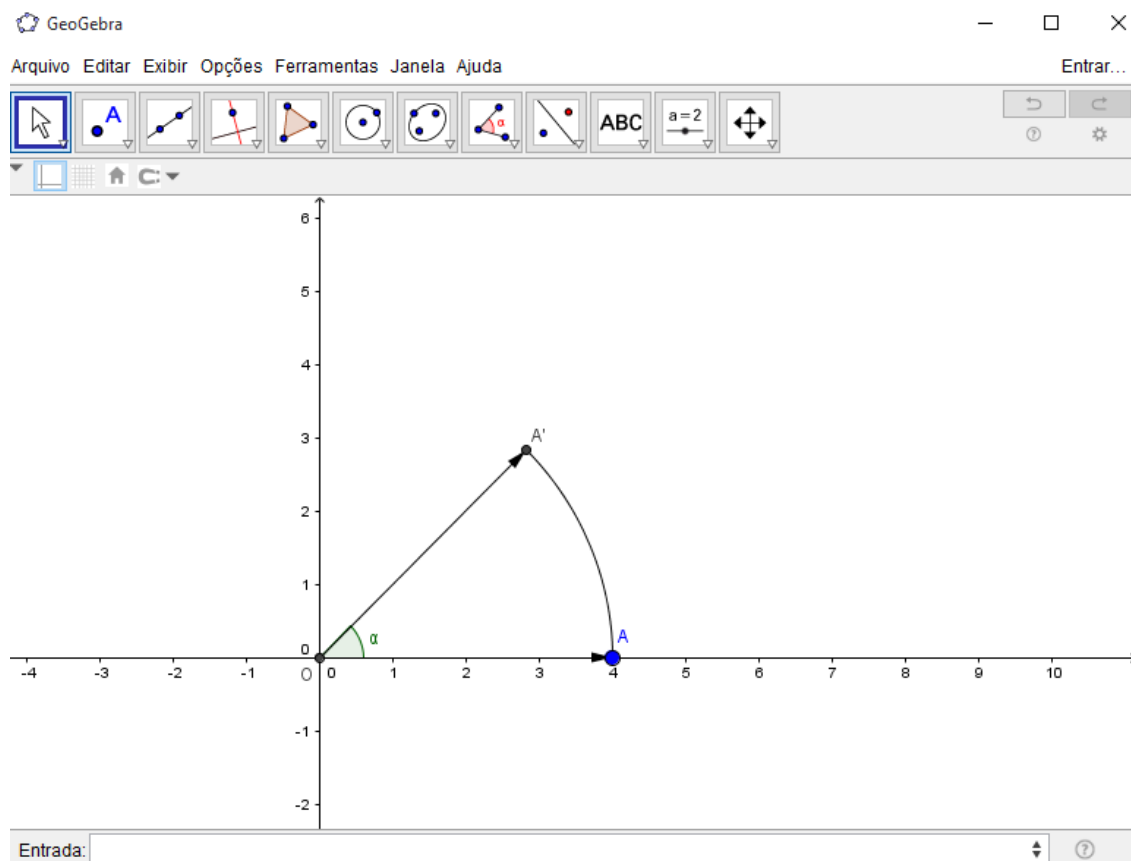 GeoGebra
Arquivo Editar Exibir Opções Ferramentas Janela Ajuda Entrar...
A α ABC a=2
6
5
4
3 A'
2
1
α A
0
-4 -3 -2 -1 O 0 1 2 3 4 5 6 7 8 9 10
-1
-2
Entrada: